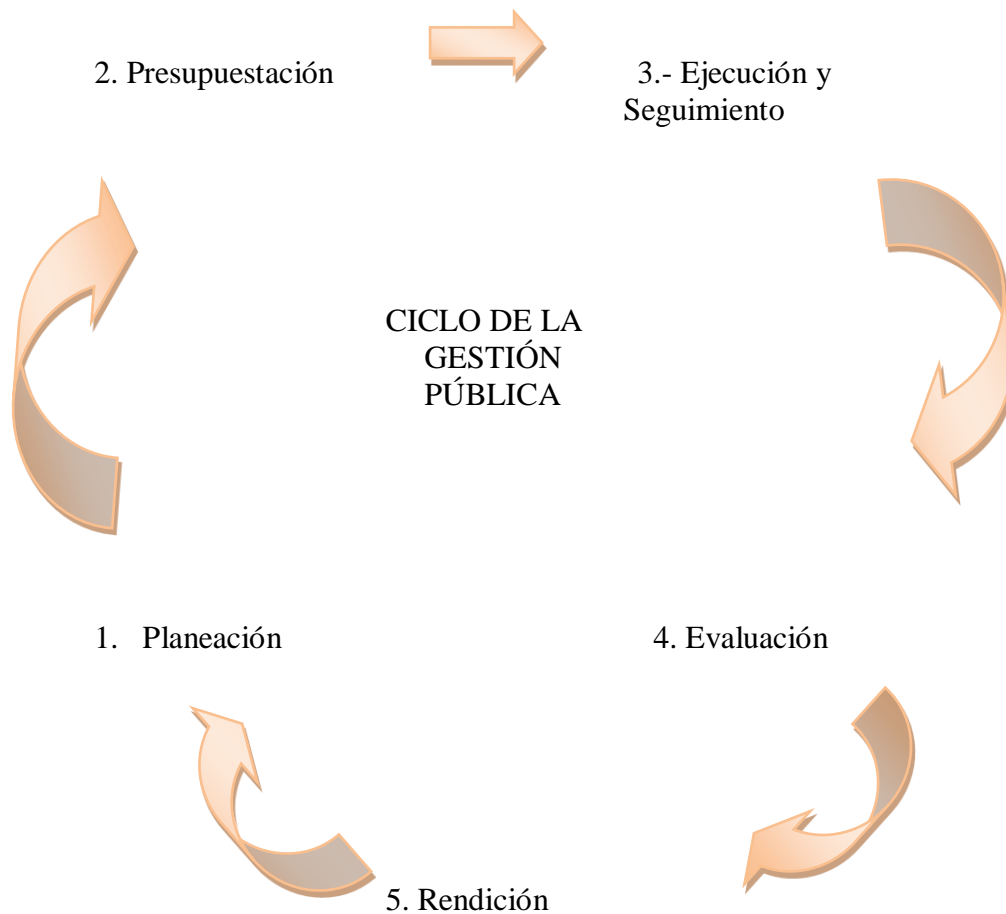 2. Presupuestación
3.- Ejecución y
Seguimiento
CICLO DE LA
GESTIÓN
PÚBLICA
1. Planeación
4. Evaluación
5. Rendición